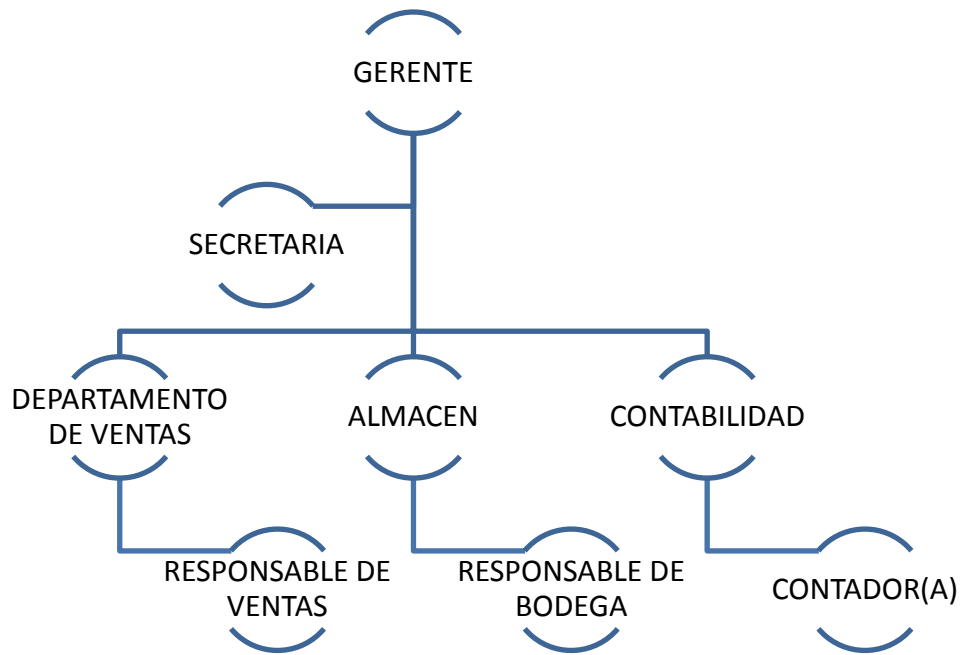 GERENTE
SECRETARIA
DEPARTAMENTO
DE VENTAS
ALMACEN
CONTABILIDAD
RESPONSABLE DE
VENTAS
RESPONSABLE DE
BODEGA
CONTADOR(A)